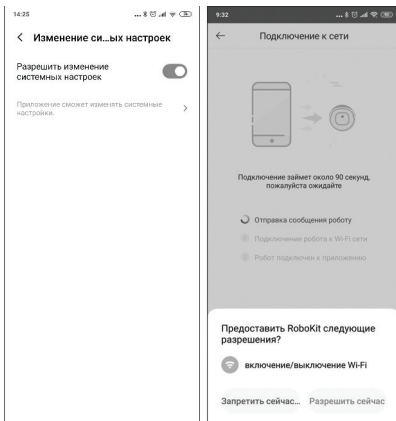 14:25
Изменение си...ых настроек
Разрешить изменение
системных настроек
Приложение сможет изменять системные
настройки.
9:32
Подключение к сети
Подключение займет около 90 секунд,
пожалуйста ожидайте
Отправка сообщения роботу
Подключение робота к Wi-Fi сети
Робот подключен к приложению
Предоставить RoboKit следующие
разрешения?
включение/выключение Wi-Fi
Запретить сейчас... Разрешить сейчас